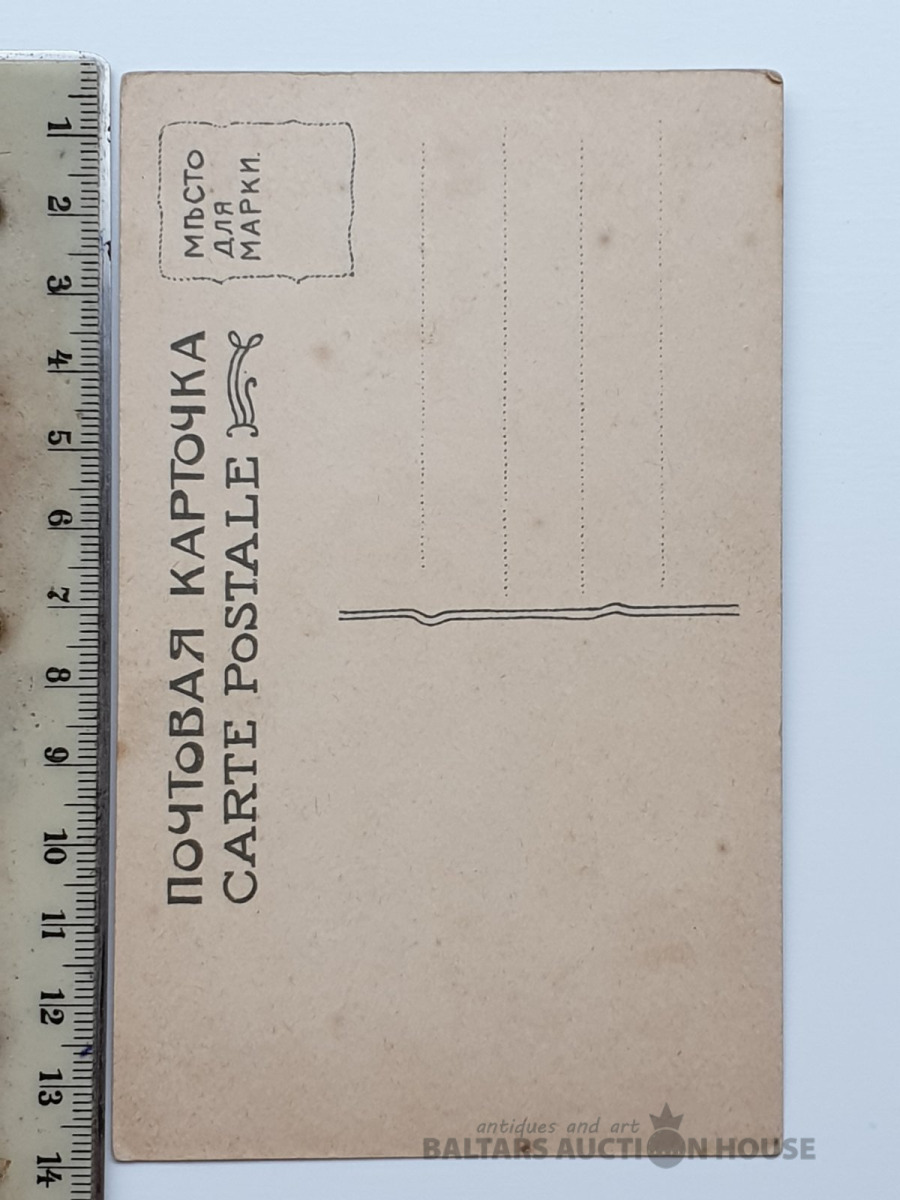 ПОЧТОВАЯ КАРТОЧКА
CARTE POSTALE
МѢСТО
ДЛЯ
МАРКИ.
1
2
3
4
5
6
7
8
9
10
11
12
13
14
antiques and art
BALTARS AUCTION HOUSE